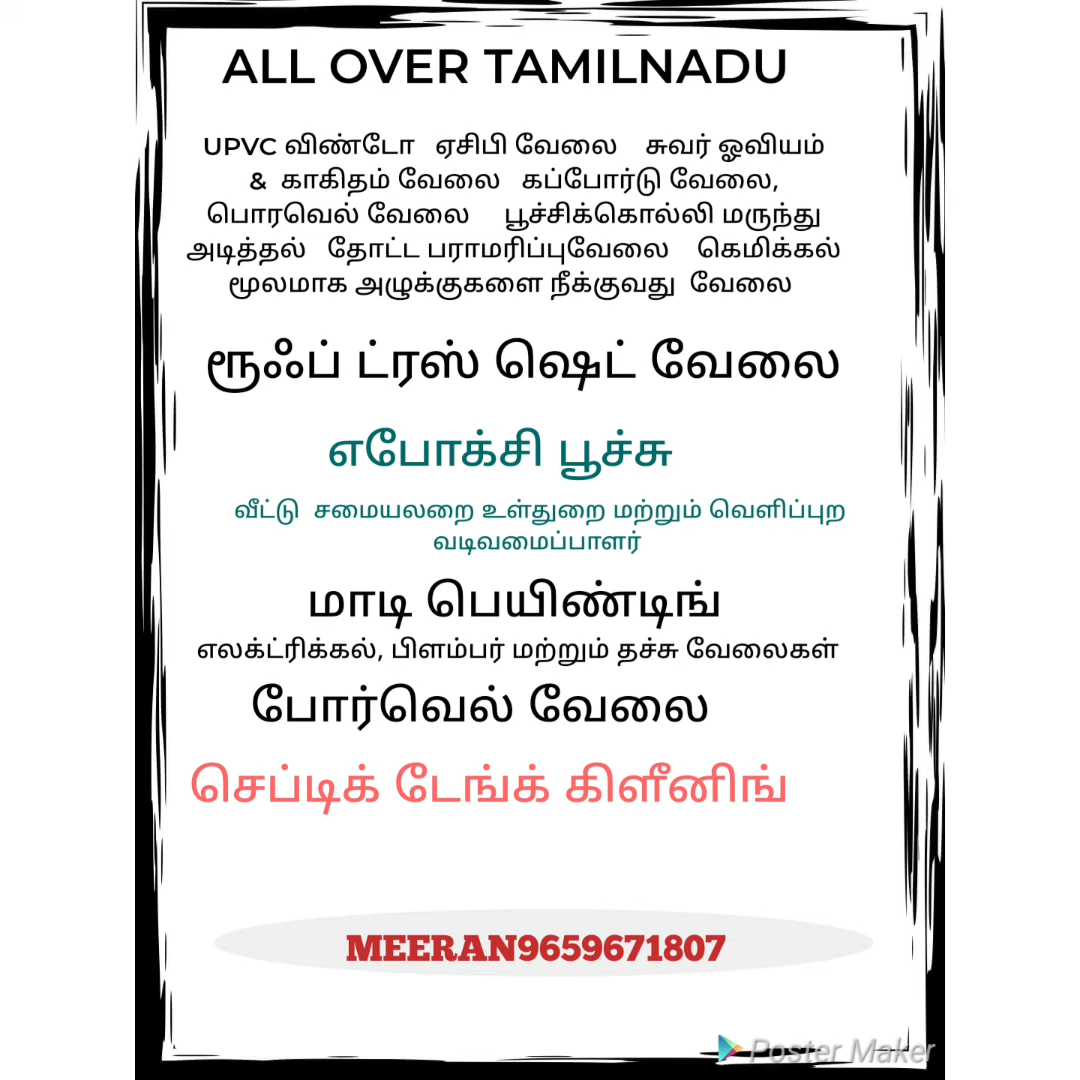 ALL OVER TAMILNADU
UPVC விண்டோ ஏசிபி வேலை சுவர் ஓவியம்
& காகிதம் வேலை கப்போர்டு வேலை,
பொரவெல் வேலை பூச்சிக்கொல்லி மருந்து
அடித்தல் தோட்ட பராமரிப்புவேலை கெமிக்கல்
மூலமாக அழுக்குகளை நீக்குவது வேலை
ரூஃப் ட்ரஸ் ஷெட் வேலை
எபோக்சி பூச்சு
வீட்டு சமையலறை உள்துறை மற்றும் வெளிப்புற
வடிவமைப்பாளர்
மாடி பெயிண்டிங்
எலக்ட்ரிக்கல், பிளம்பர் மற்றும் தச்சு வேலைகள்
போர்வெல் வேலை
செப்டிக் டேங்க் கிளீனிங்
MEERAN9659671807
Poster Maker